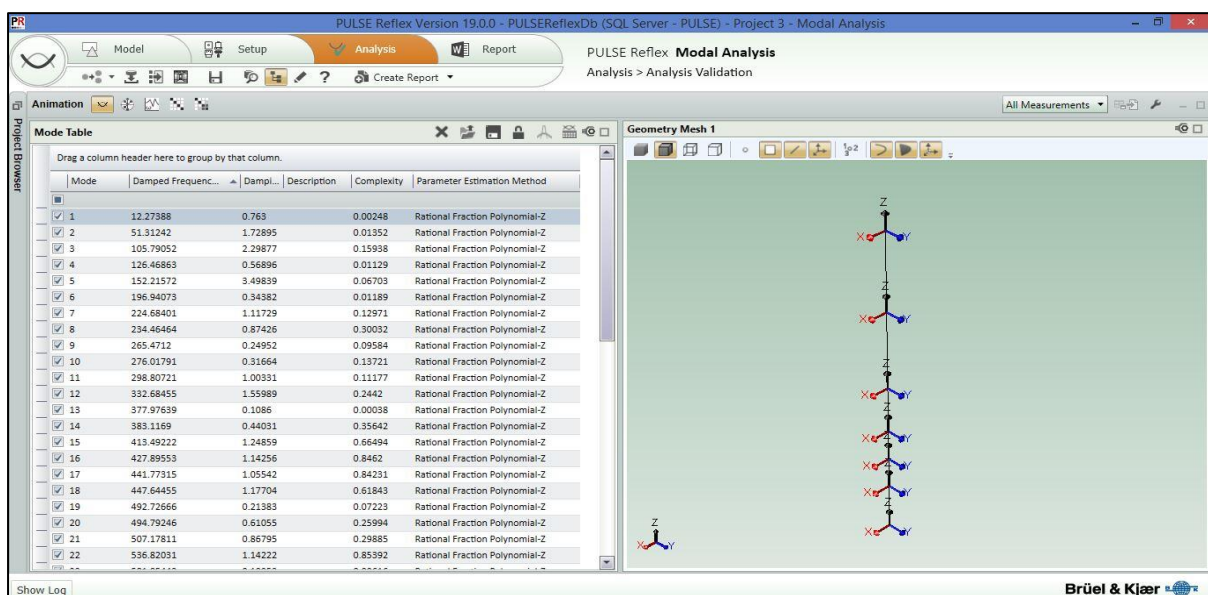 PR PULSE Reflex Version 19.0.0 - PULSEReflexDb (SQL Server - PULSE) - Project 3 - Modal Analysis
Model Setup Analysis Report
PULSE Reflex Modal Analysis
Analysis > Analysis Validation
Create Report
Animation
All Measurements
Project Browser
Mode Table
Geometry Mesh 1
Drag a column header here to group by that column.
Mode Damped Frequenc... Dampi... Description Complexity Parameter Estimation Method
1 12.27388 0.763 0.00248 Rational Fraction Polynomial-Z
2 51.31242 1.72895 0.01352 Rational Fraction Polynomial-Z
3 105.79052 2.29877 0.15938 Rational Fraction Polynomial-Z
4 126.46863 0.56896 0.01129 Rational Fraction Polynomial-Z
5 152.21572 3.49839 0.06703 Rational Fraction Polynomial-Z
6 196.94073 0.34382 0.01189 Rational Fraction Polynomial-Z
7 224.68401 1.11729 0.12971 Rational Fraction Polynomial-Z
8 234.46464 0.87426 0.30032 Rational Fraction Polynomial-Z
9 265.4712 0.24952 0.09584 Rational Fraction Polynomial-Z
10 276.01791 0.31664 0.13721 Rational Fraction Polynomial-Z
11 298.80721 1.00331 0.11177 Rational Fraction Polynomial-Z
12 332.68455 1.55989 0.2442 Rational Fraction Polynomial-Z
13 377.97639 0.1086 0.00038 Rational Fraction Polynomial-Z
14 383.1169 0.44031 0.35642 Rational Fraction Polynomial-Z
15 413.49222 1.24859 0.66494 Rational Fraction Polynomial-Z
16 427.89553 1.14256 0.8462 Rational Fraction Polynomial-Z
17 441.77315 1.05542 0.84231 Rational Fraction Polynomial-Z
18 447.64455 1.17704 0.61843 Rational Fraction Polynomial-Z
19 492.72666 0.21383 0.07223 Rational Fraction Polynomial-Z
20 494.79246 0.61055 0.25994 Rational Fraction Polynomial-Z
21 507.17811 0.86795 0.29885 Rational Fraction Polynomial-Z
22 536.82031 1.14222 0.85392 Rational Fraction Polynomial-Z
Z
X Y
Z
X Y
Z
X Y
Z
X Y
Z
X Y
Z
X Y
Z
X Y
Z
X Y
Show Log
Brüel & Kjær